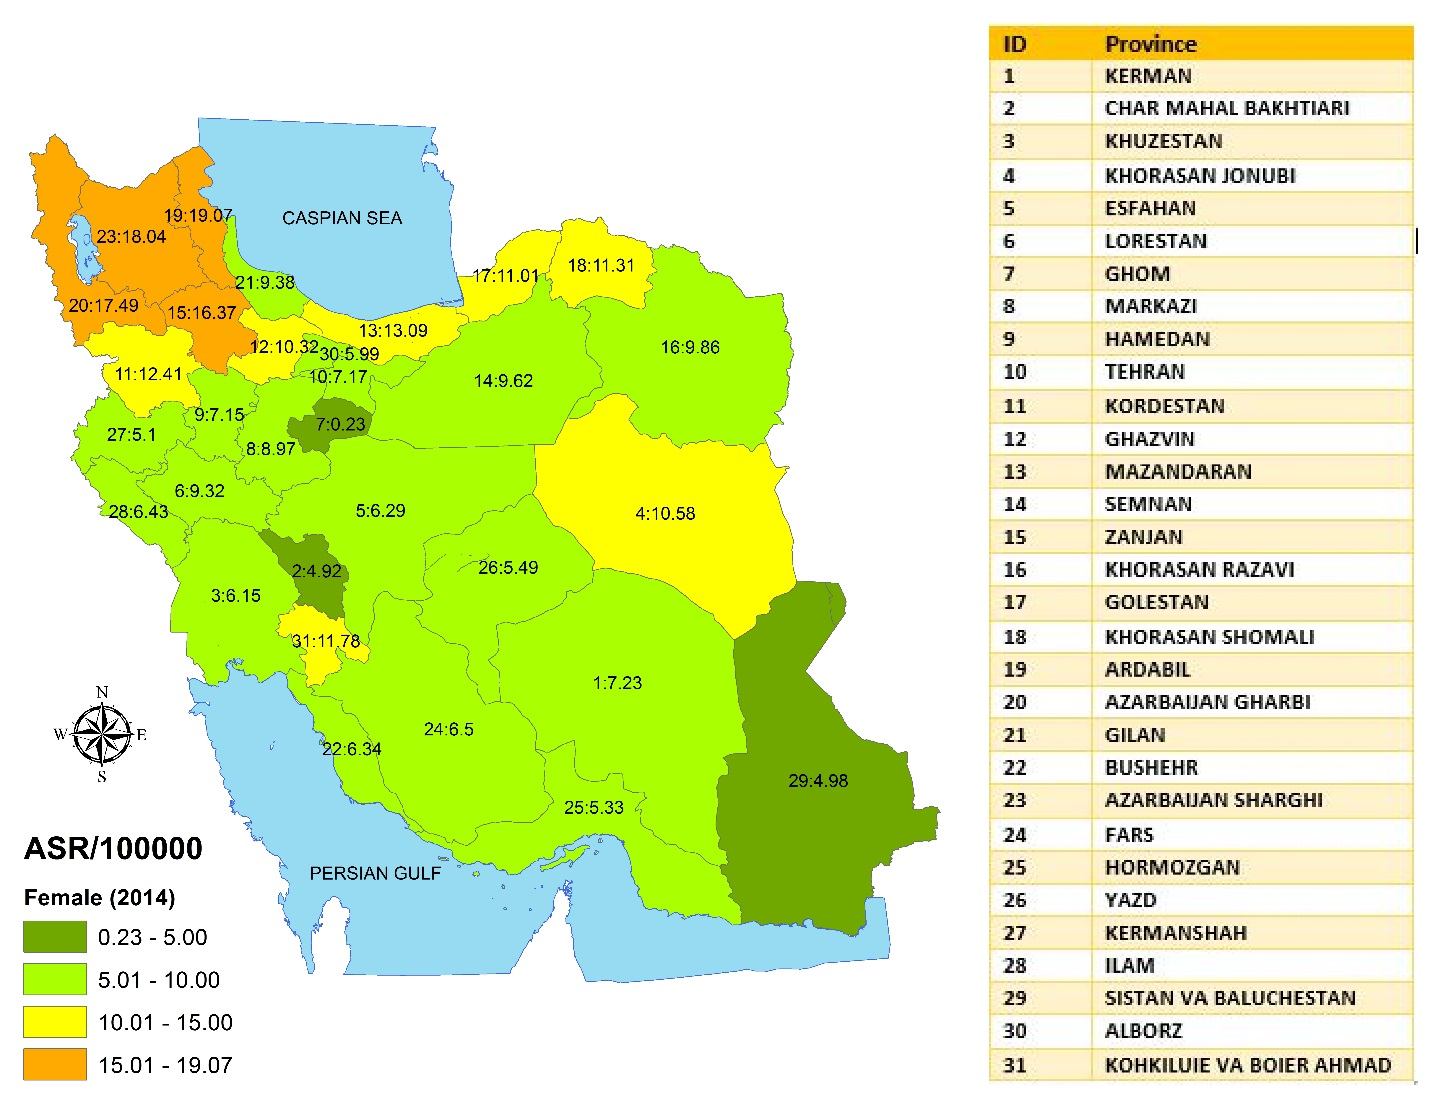 CASPIAN SEA
19:19.07
23:18.04
17:11.01
18:11.31
21:9.38
20:17.49
15:16.37
13:13.09
12:10.32
30:5.99
16:9.86
11:12.41
10:7.17
14:9.62
9:7.15
7:0.23
27:5.1
8:8.97
6:9.32
28:6.43
5:6.29
4:10.58
2:4.92
26:5.49
3:6.15
31:11.78
1:7.23
24:6.5
22:6.34
29:4.98
25:5.33
PERSIAN GULF
N
W E
S
ASR/100000
Female (2014)
0.23 - 5.00
5.01 - 10.00
10.01 - 15.00
15.01 - 19.07
ID Province
1 KERMAN
2 CHAR MAHAL BAKHTIARI
3 KHUZESTAN
4 KHORASAN JONUBI
5 ESFAHAN
6 LORESTAN
7 GHOM
8 MARKAZI
9 HAMEDAN
10 TEHRAN
11 KORDESTAN
12 GHAZVIN
13 MAZANDARAN
14 SEMNAN
15 ZANJAN
16 KHORASAN RAZAVI
17 GOLESTAN
18 KHORASAN SHOMALI
19 ARDABIL
20 AZARBAIJAN GHARBI
21 GILAN
22 BUSHEHR
23 AZARBAIJAN SHARGHI
24 FARS
25 HORMOZGAN
26 YAZD
27 KERMANSHAH
28 ILAM
29 SISTAN VA BALUCHESTAN
30 ALBORZ
31 KOHKILUIE VA BOIER AHMAD